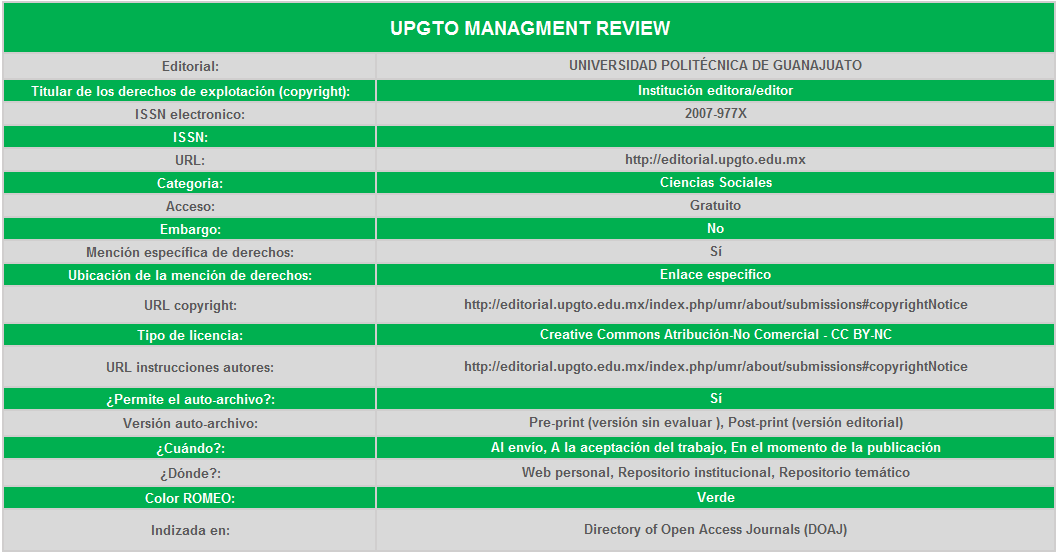 UPGTO MANAGMENT REVIEW
Editorial: UNIVERSIDAD POLITÉCNICA DE GUANAJUATO
Titular de los derechos de explotación (copyright): Institución editora/editor
ISSN electronico: 2007-977X
ISSN:
URL: http://editorial.upgto.edu.mx
Categoria: Ciencias Sociales
Acceso: Gratuito
Embargo: No
Mención específica de derechos: Sí
Ubicación de la mención de derechos: Enlace específico
URL copyright: http://editorial.upgto.edu.mx/index.php/umr/about/submissions#copyrightNotice
Tipo de licencia: Creative Commons Atribución-No Comercial - CC BY-NC
URL instrucciones autores: http://editorial.upgto.edu.mx/index.php/umr/about/submissions#copyrightNotice
¿Permite el auto-archivo?: Sí
Versión auto-archivo: Pre-print (versión sin evaluar ), Post-print (versión editorial)
¿Cuándo?: Al envío, A la aceptación del trabajo, En el momento de la publicación
¿Dónde?: Web personal, Repositorio institucional, Repositorio temático
Color ROMEO: Verde
Indizada en: Directory of Open Access Journals (DOAJ)